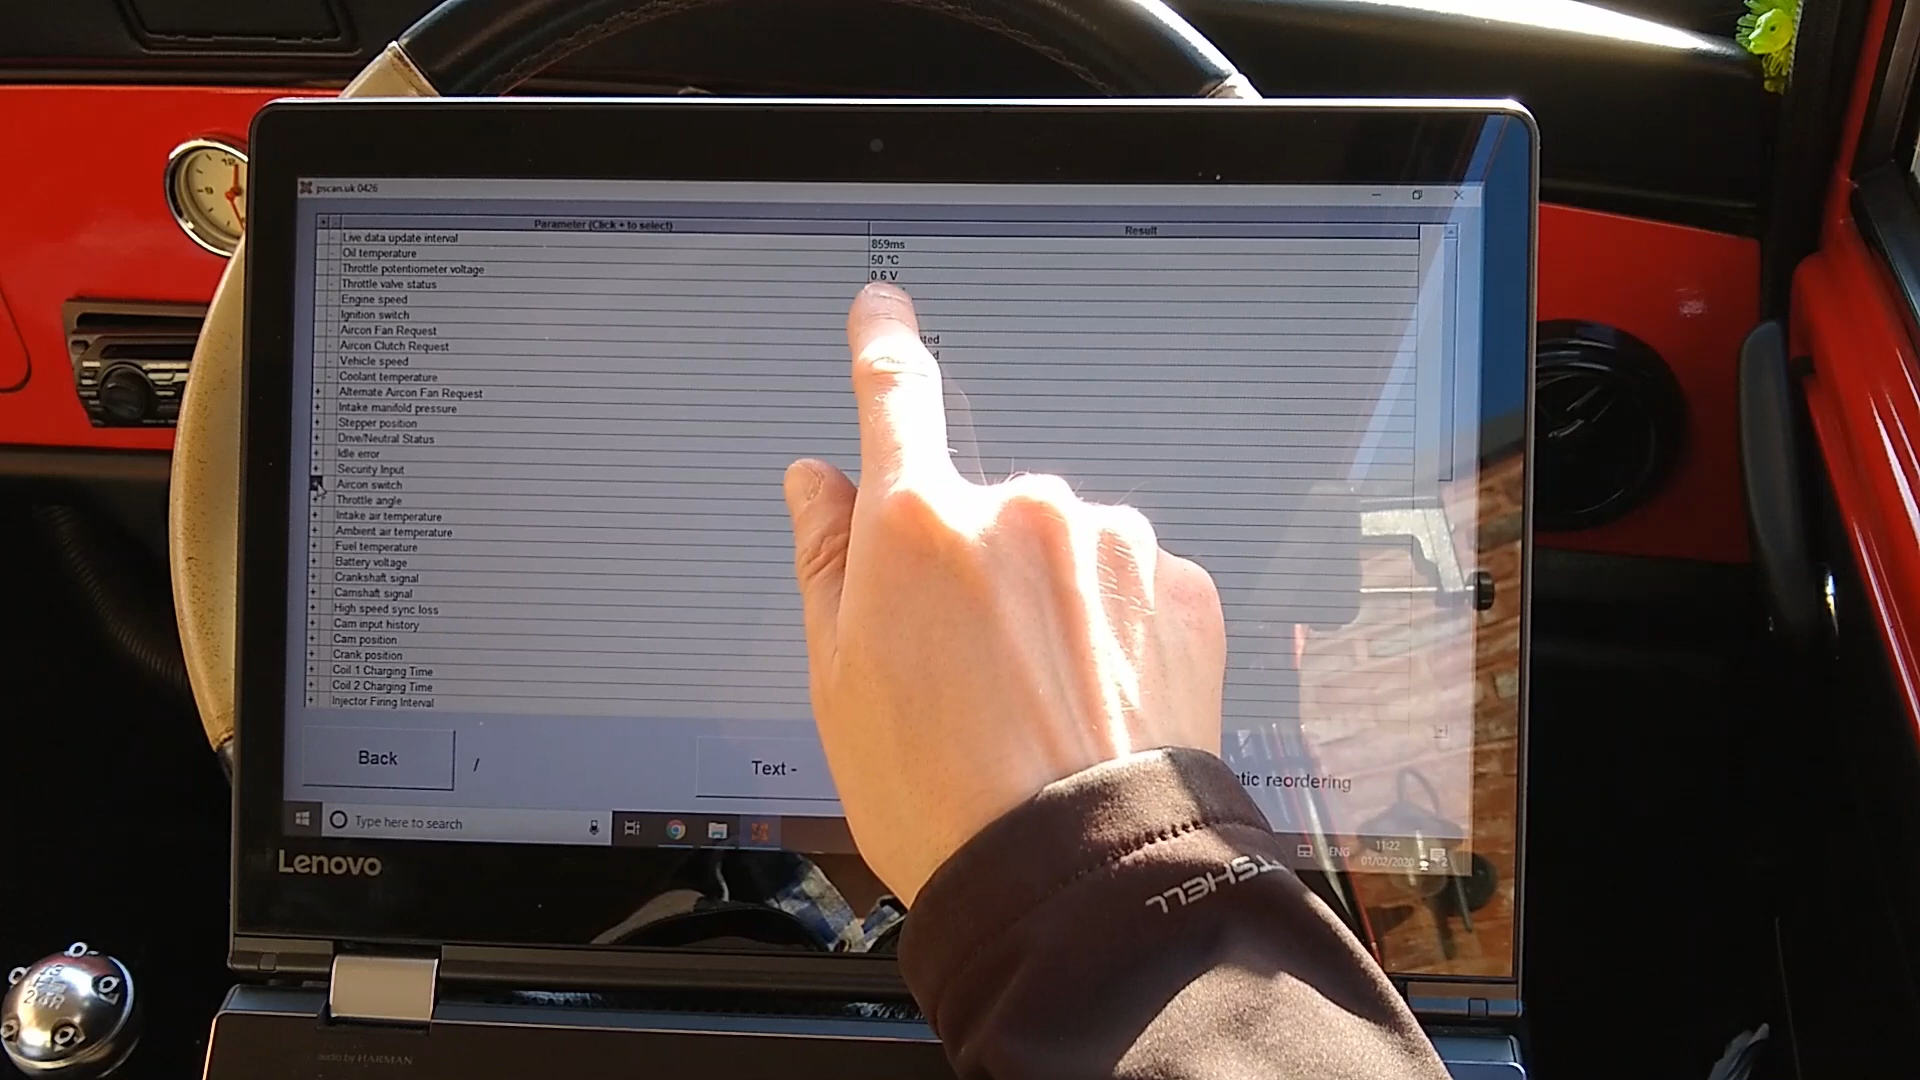 pscan.uk 0426
Parameter (Click + to select) Result
Live data update interval 859ms
Oil temperature 50 °C
Throttle potentiometer voltage 0.6 V
Throttle valve status
Engine speed
Ignition switch
Aircon Fan Request
Aircon Clutch Request
Vehicle speed
Coolant temperature
+ Alternate Aircon Fan Request
+ Intake manifold pressure
+ Stepper position
+ Drive/Neutral Status
+ Idle error
+ Security Input
Aircon switch
+ Throttle angle
+ Intake air temperature
+ Ambient air temperature
+ Fuel temperature
+ Battery voltage
+ Crankshaft signal
+ Camshaft signal
+ High speed sync loss
+ Cam input history
+ Cam position
+ Crank position
+ Coil 1 Charging Time
+ Coil 2 Charging Time
+ Injector Firing Interval
Back / Text - reordering
Type here to search ENG 11:22
01/02/2020
Lenovo
audio by HARMAN